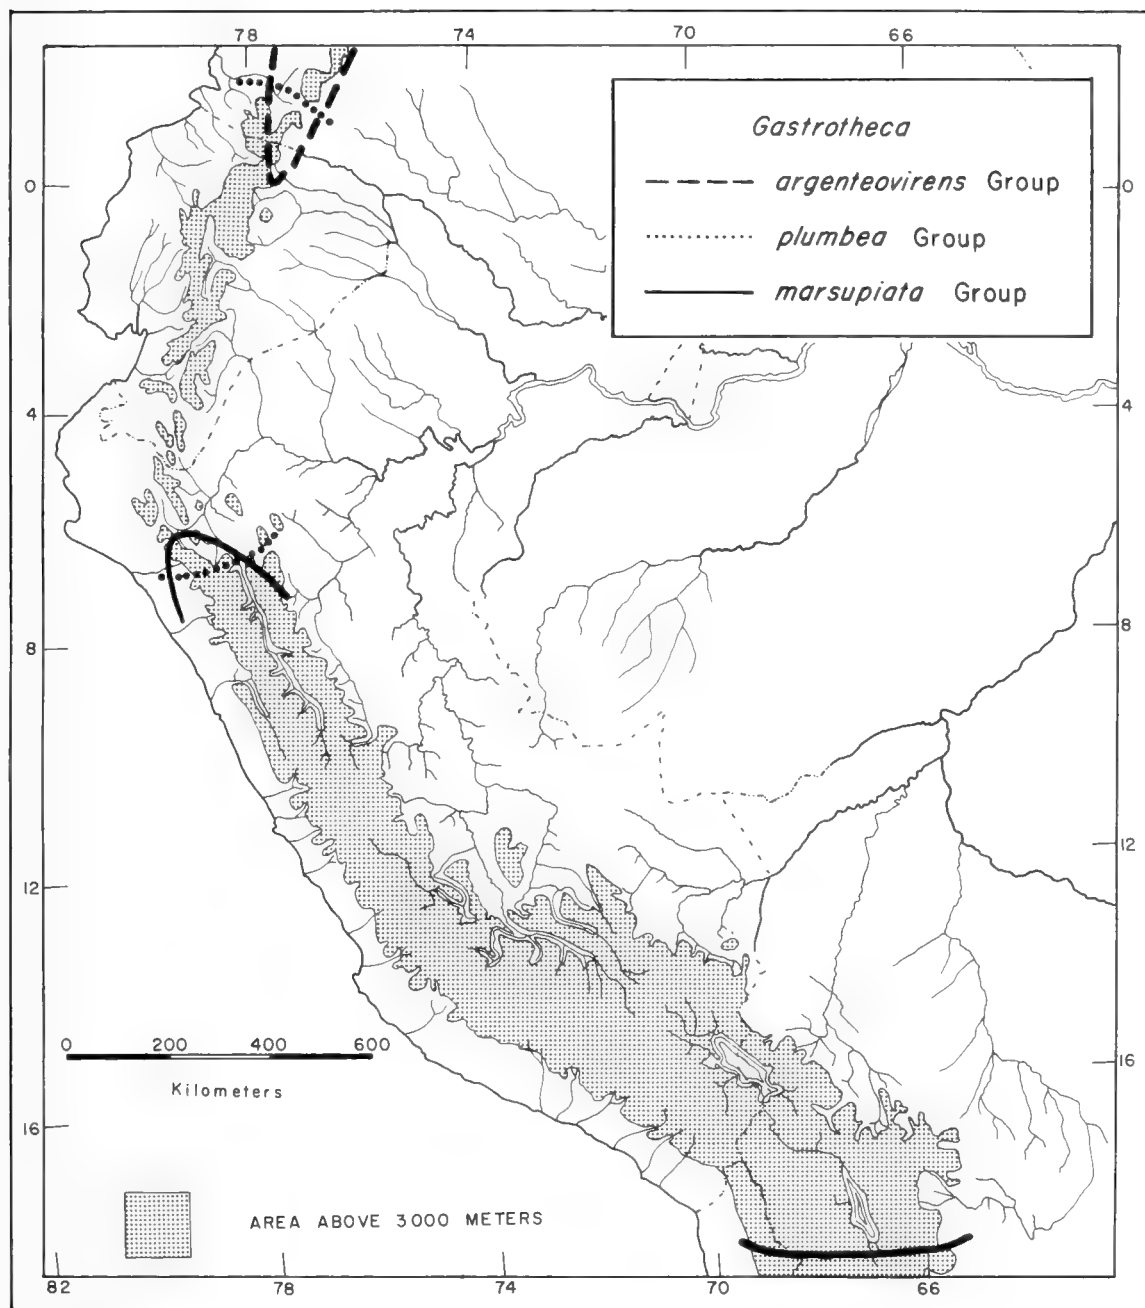 78 74 70 66
Gastrotheca
argenteovirens Group
plumbea Group
marsupiata Group
0 0
4 4
8 8
12 12
0 200 400 600
Kilometers
16 16
AREA ABOVE 3000 METERS
82 78 74 70 66